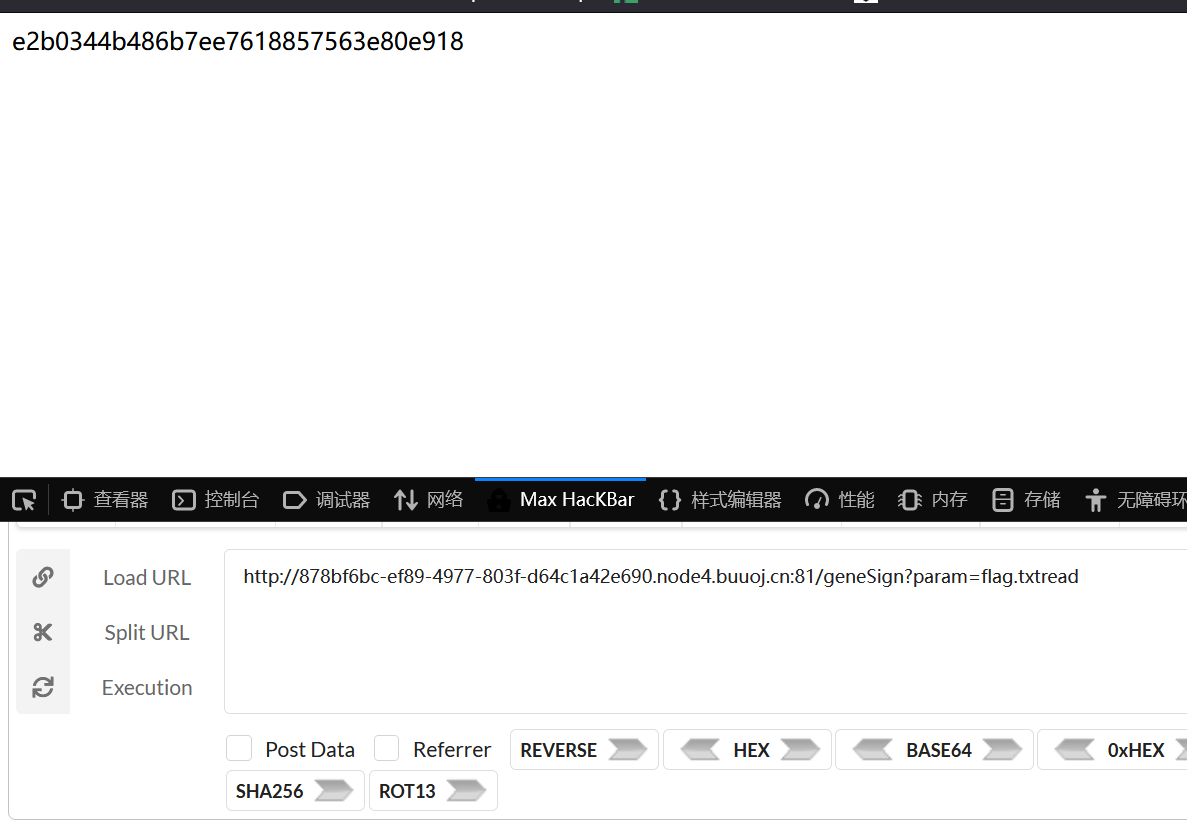 e2b0344b486b7ee7618857563e80e918
查看器 控制台 调试器 网络 Max HacKBar 样式编辑器 性能 内存 存储 无障碍环
Load URL
http://878bf6bc-ef89-4977-803f-d64c1a42e690.node4.buuoj.cn:81/geneSign?param=flag.txtread
Split URL
Execution
Post Data Referrer REVERSE HEX BASE64 0xHEX
SHA256 ROT13